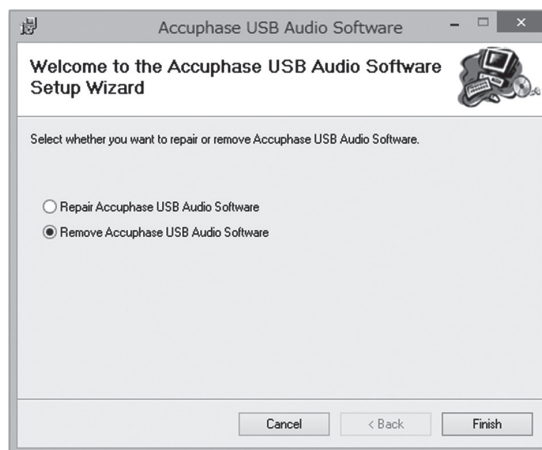 Accuphase USB Audio Software
Welcome to the Accuphase USB Audio Software
Setup Wizard
Select whether you want to repair or remove Accuphase USB Audio Software.
Repair Accuphase USB Audio Software
Remove Accuphase USB Audio Software
Cancel
< Back
Finish